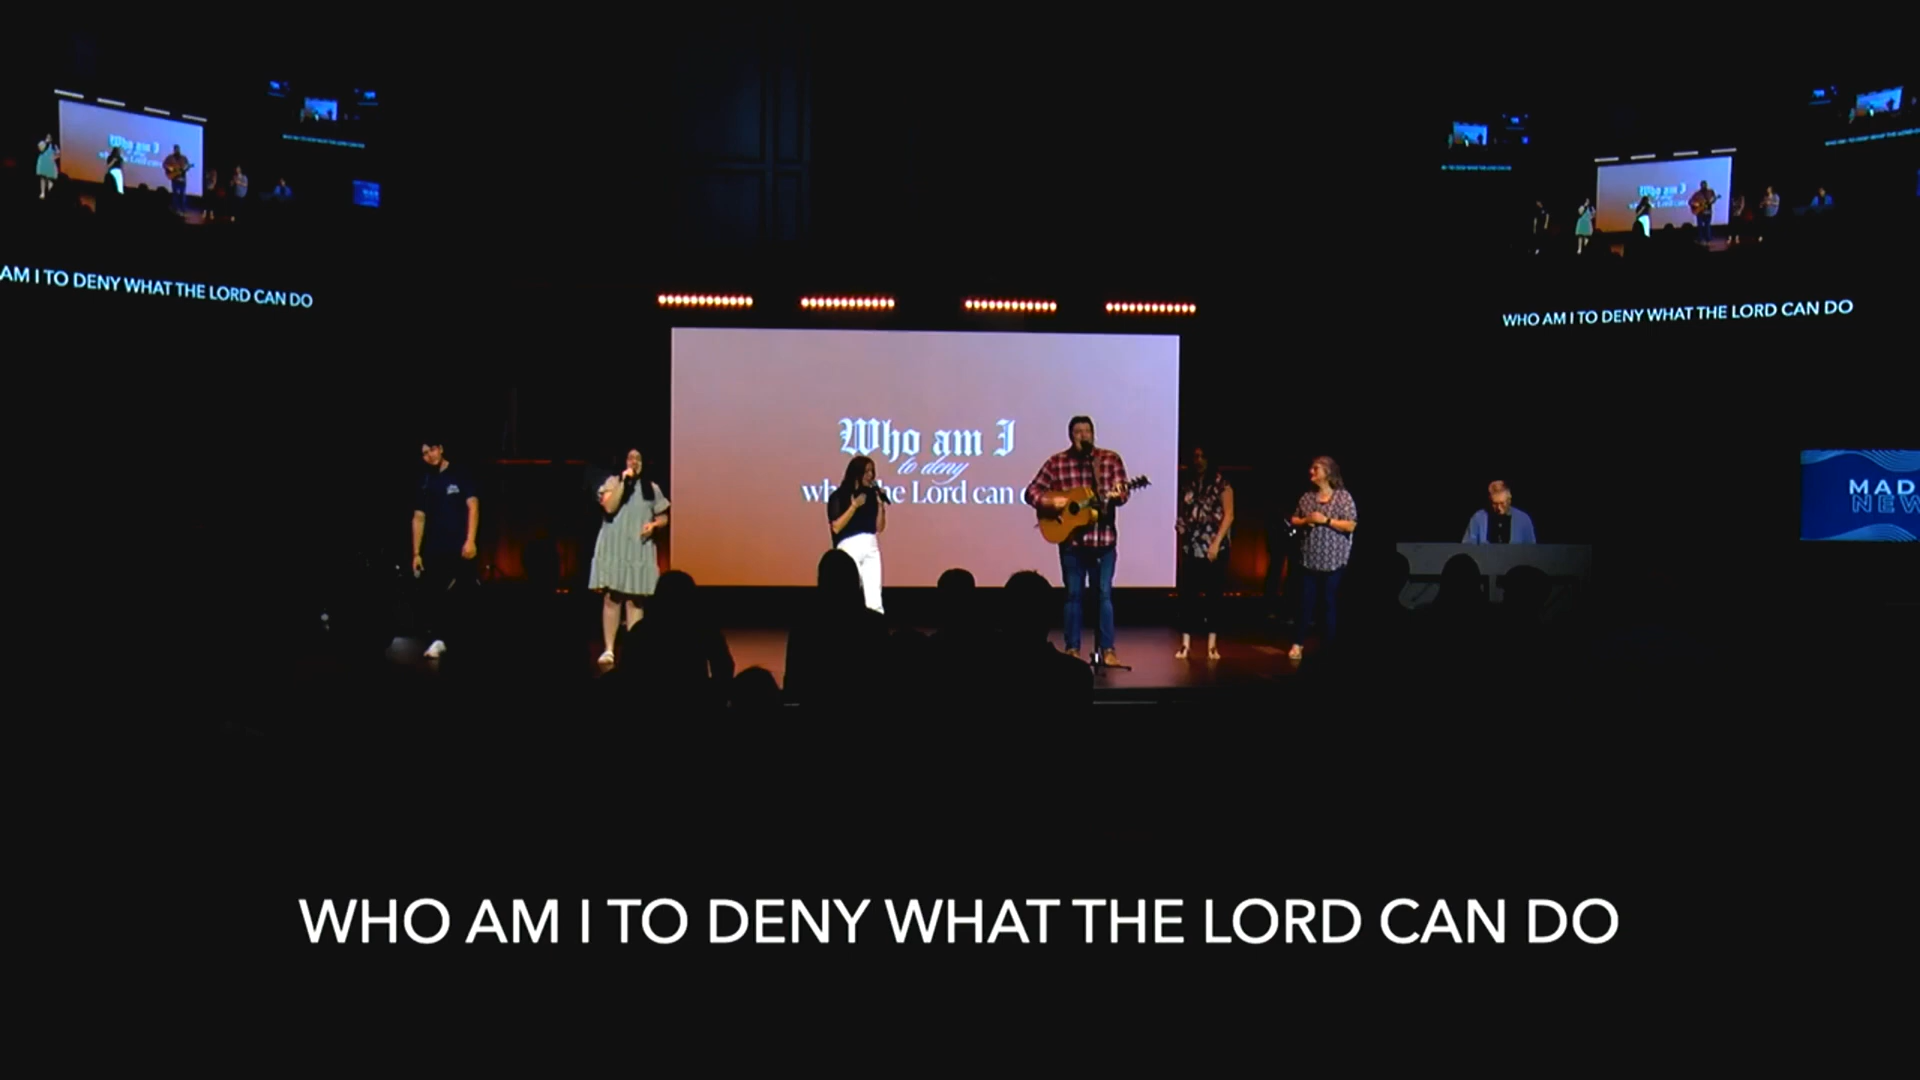 AM I TO DENY WHAT THE LORD CAN DO
WHO AM I TO DENY WHAT THE LORD CAN DO
Who am I
to deny
the Lord can
MAD
NEW
WHO AM I TO DENY WHAT THE LORD CAN DO